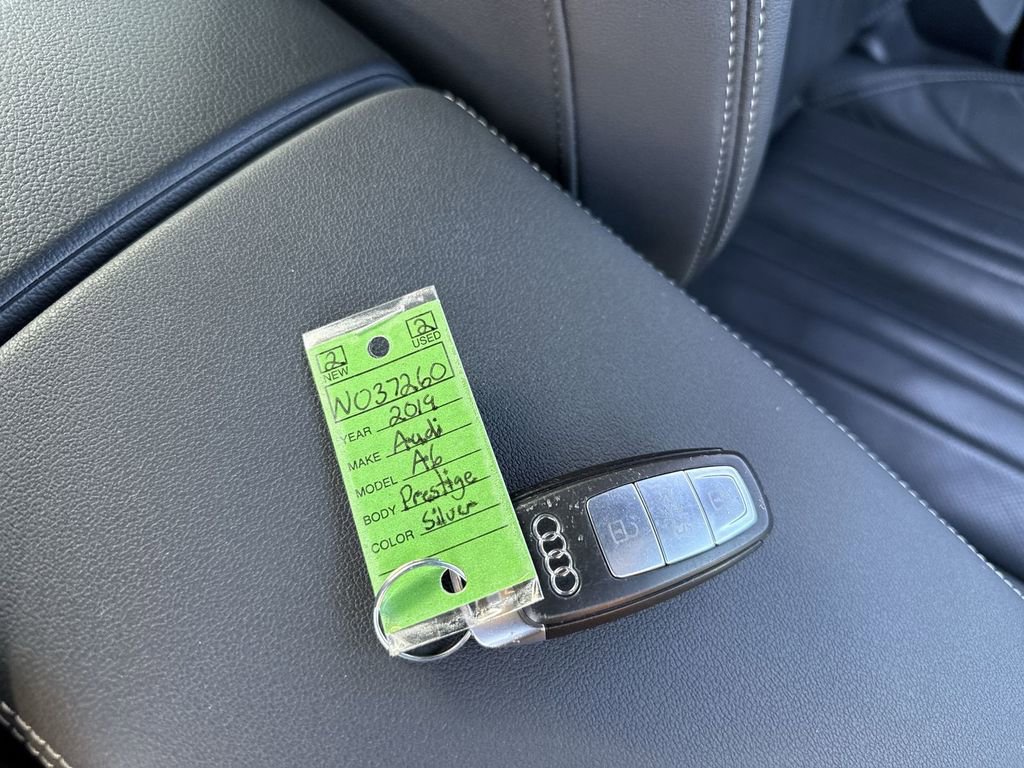 2 2
NEW USED
NO37260
YEAR 2019
MAKE Audi
MODEL A6
BODY Prestige
COLOR Silver